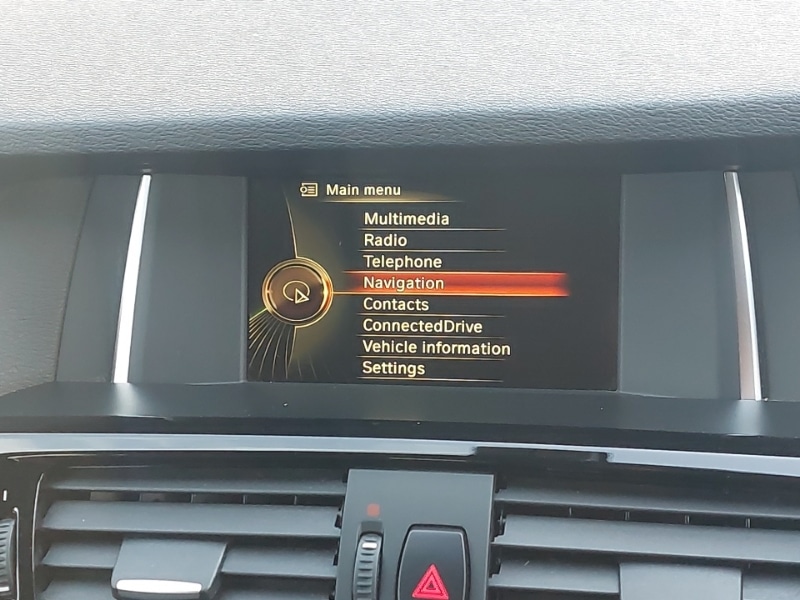 Main menu
Multimedia
Radio
Telephone
Navigation
Contacts
ConnectedDrive
Vehicle information
Settings